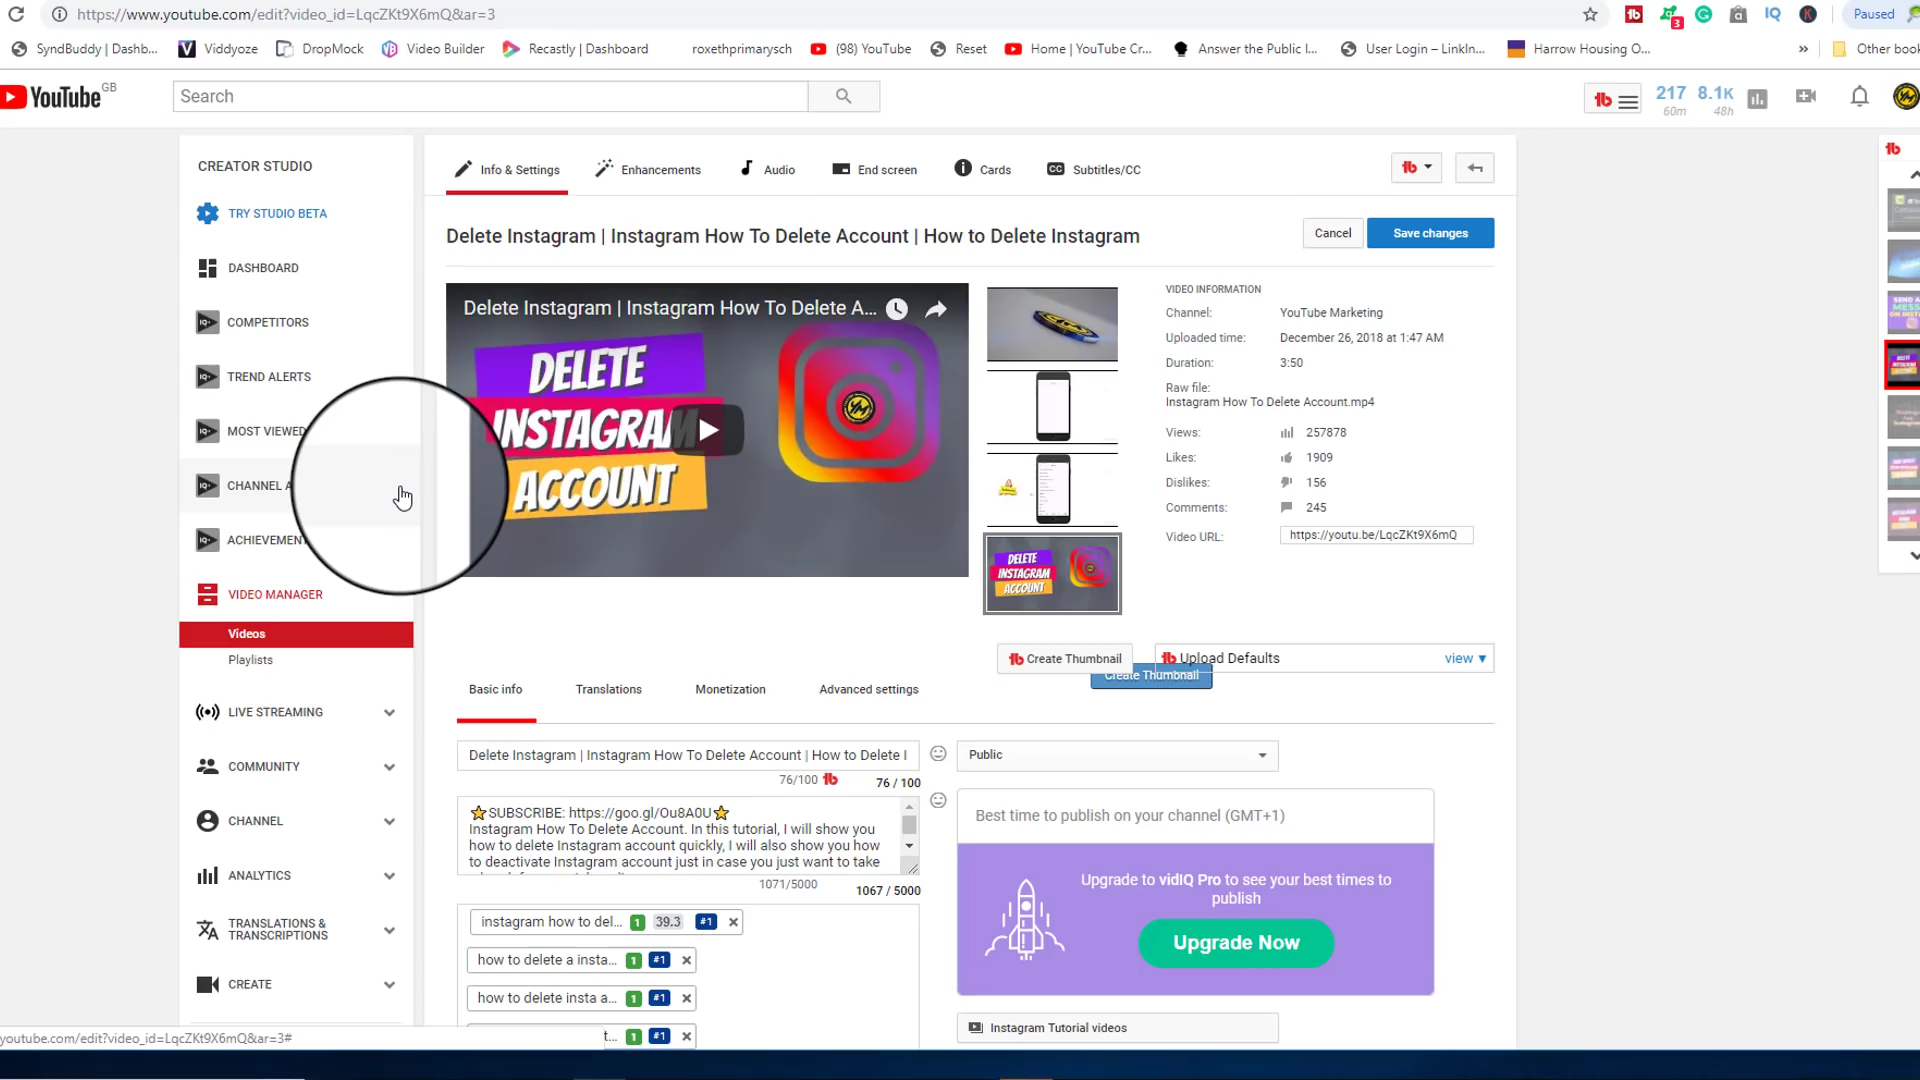 https://www.youtube.com/edit?video_id=LqcZKt9X6mQ&ar=3
Paused
SyndBuddy | Dashb...
Viddyoze
DropMock
Video Builder
Recastly | Dashboard
roxethprimarysch
(98) YouTube
Reset
Home | YouTube Cr...
Answer the Public I...
User Login – LinkIn...
Harrow Housing O...
»
Other book
YouTube GB
Search
217
60m
8.1K
48h
CREATOR STUDIO
TRY STUDIO BETA
DASHBOARD
COMPETITORS
TREND ALERTS
MOST VIEWED
CHANNEL A
ACHIEVEMEN
VIDEO MANAGER
Videos
Playlists
LIVE STREAMING
COMMUNITY
CHANNEL
ANALYTICS
TRANSLATIONS &
TRANSCRIPTIONS
CREATE
Info & Settings
Enhancements
Audio
End screen
Cards
Subtitles/CC
Delete Instagram | Instagram How To Delete Account | How to Delete Instagram
Cancel
Save changes
Delete Instagram | Instagram How To Delete A...
DELETE
INSTAGRAM
ACCOUNT
DELETE
INSTAGRAM
ACCOUNT
VIDEO INFORMATION
Channel: YouTube Marketing
Uploaded time: December 26, 2018 at 1:47 AM
Duration: 3:50
Raw file:
Instagram How To Delete Account.mp4
Views: 257878
Likes: 1909
Dislikes: 156
Comments: 245
Video URL: https://youtu.be/LqcZKt9X6mQ
Create Thumbnail
Upload Defaults
view ▼
Create Thumbnail
Basic info
Translations
Monetization
Advanced settings
Delete Instagram | Instagram How To Delete Account | How to Delete I
76/100
76 / 100
Public
⭐SUBSCRIBE: https://goo.gl/Ou8A0U⭐
Instagram How To Delete Account. In this tutorial, I will show you
how to delete Instagram account quickly, I will also show you how
to deactivate Instagram account just in case you just want to take
1071/5000
1067 / 5000
instagram how to del... 1 39.3 #1
how to delete a insta... 1 #1
how to delete insta a... 1 #1
t... 1 #1
Best time to publish on your channel (GMT+1)
Upgrade to vidIQ Pro to see your best times to
publish
Upgrade Now
Instagram Tutorial videos
youtube.com/edit?video_id=LqcZKt9X6mQ&ar=3#